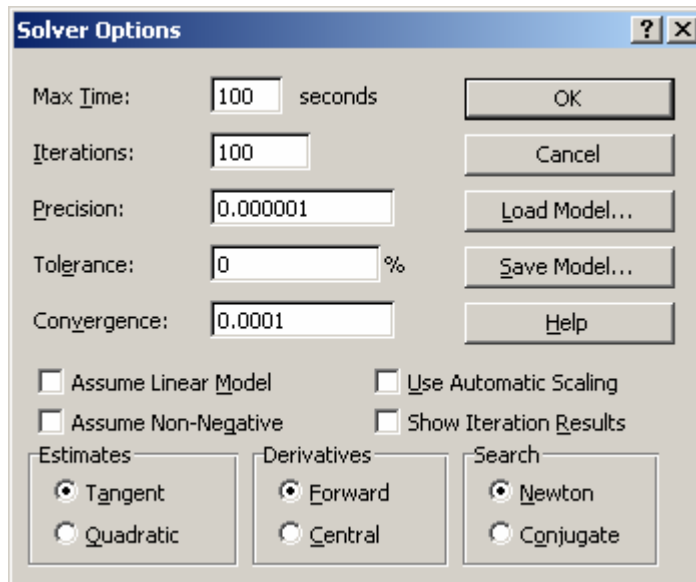 Solver Options
Max Time: 100 seconds OK
Iterations: 100 Cancel
Precision: 0.000001 Load Model...
Tolerance: 0 % Save Model...
Convergence: 0.0001 Help
Assume Linear Model Use Automatic Scaling
Assume Non-Negative Show Iteration Results
Estimates Derivatives Search
Tangent Forward Newton
Quadratic Central Conjugate